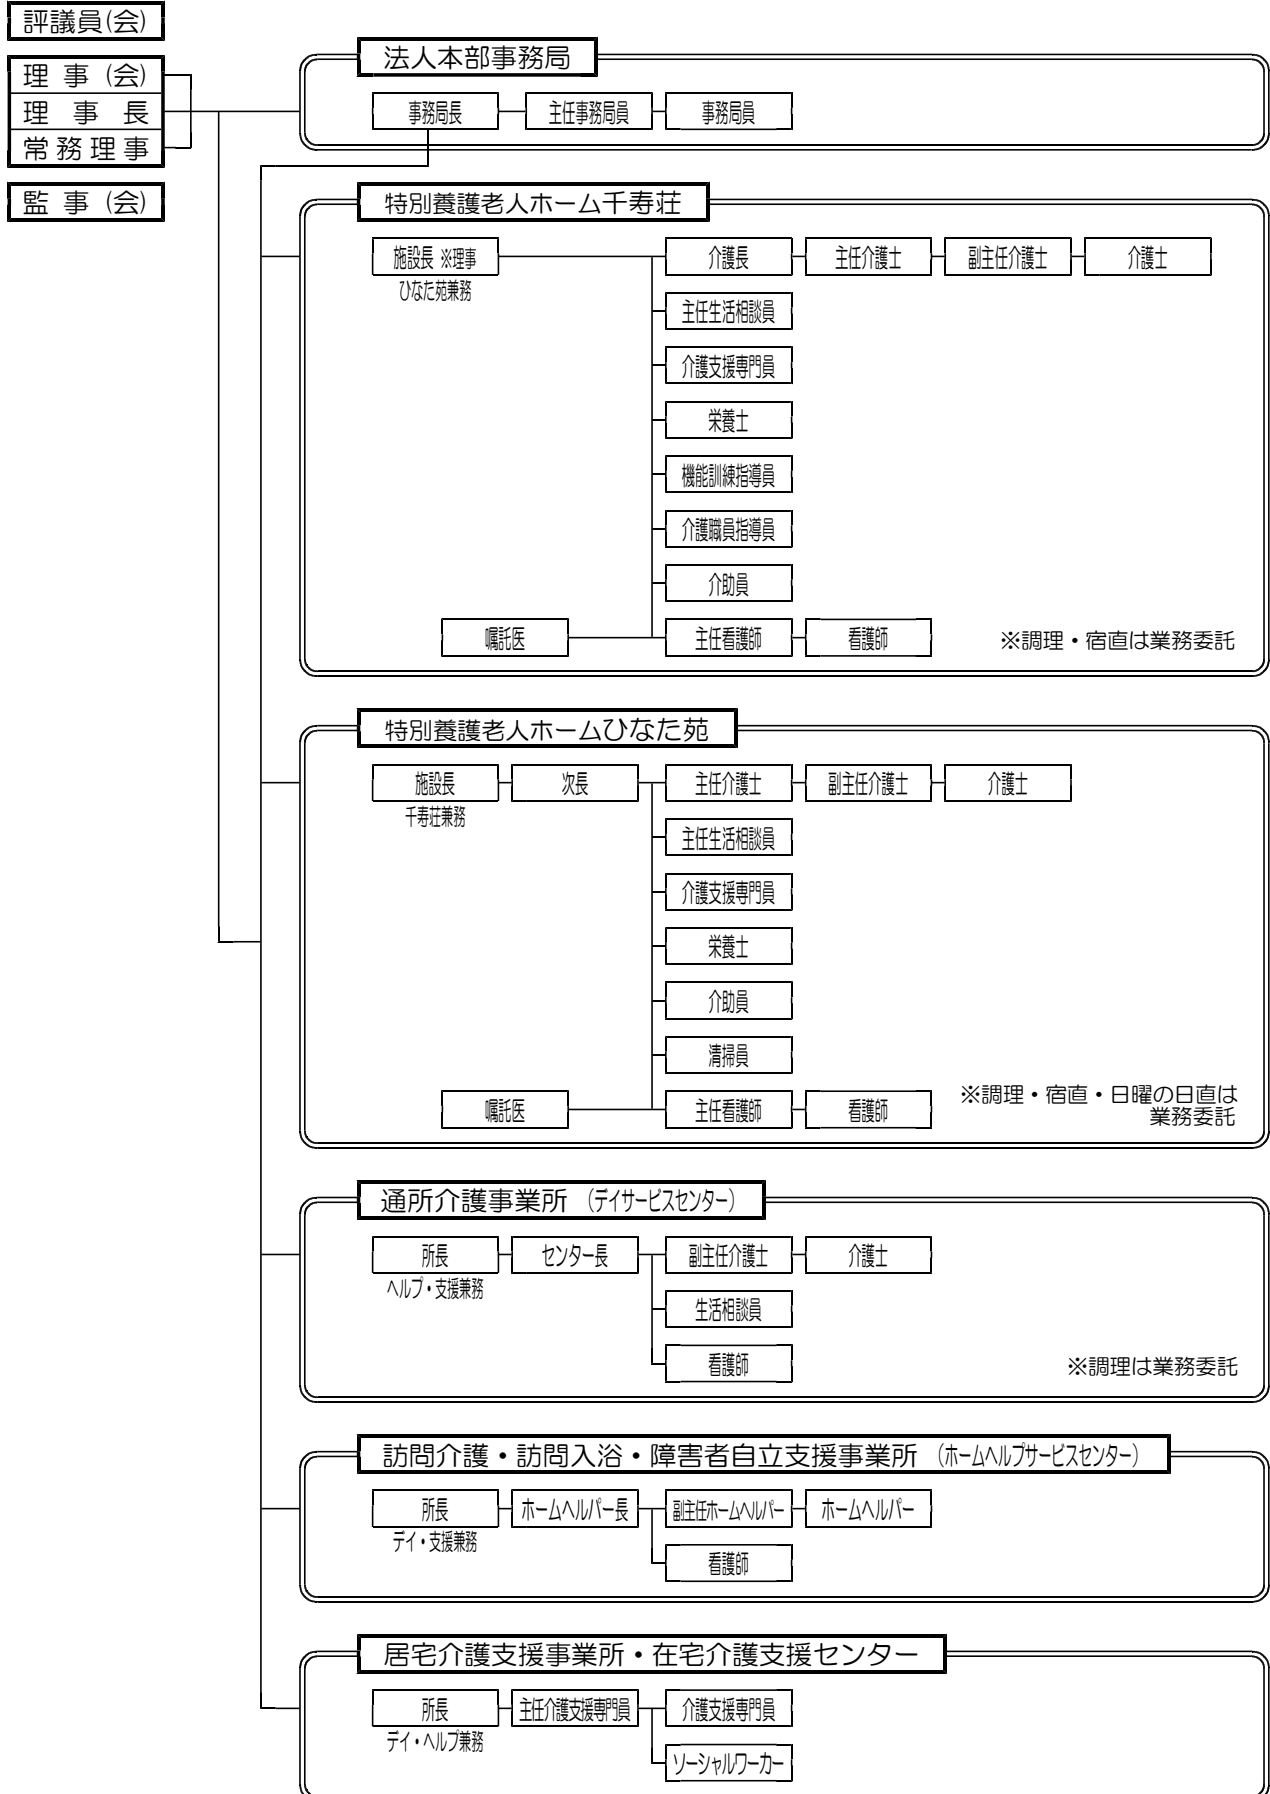 評議員(会)
理事(会)
理事長
常務理事
監事(会)
法人本部事務局
事務局長 主任事務局員 事務局員
特別養護老人ホーム千寿荘
施設長 ※理事 介護長 主任介護士 副主任介護士 介護士
ひなた苑兼務
主任生活相談員
介護支援専門員
栄養士
機能訓練指導員
介護職員指導員
介助員
嘱託医 主任看護師 看護師 ※調理・宿直は業務委託
特別養護老人ホームひなた苑
施設長 次長 主任介護士 副主任介護士 介護士
千寿荘兼務
主任生活相談員
介護支援専門員
栄養士
介助員
清掃員
嘱託医 主任看護師 看護師 ※調理・宿直・日曜の日直は
業務委託
通所介護事業所 (デイサービスセンター)
所長 センター長 副主任介護士 介護士
ヘルプ・支援兼務
生活相談員
看護師 ※調理は業務委託
訪問介護・訪問入浴・障害者自立支援事業所 (ホームヘルプサービスセンター)
所長 ホームヘルパー長 副主任ホームヘルパー ホームヘルパー
デイ・支援兼務
看護師
居宅介護支援事業所・在宅介護支援センター
所長 主任介護支援専門員 介護支援専門員
デイ・ヘルプ兼務
ソーシャルワーカー